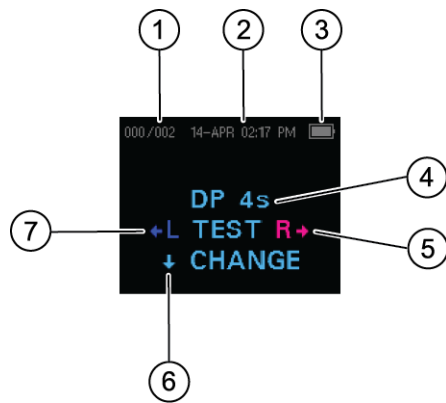 1 2 3
000/002 14-APR 02:17 PM
DP 4s 4
7 ←L TEST R→ 5
↓ CHANGE
6